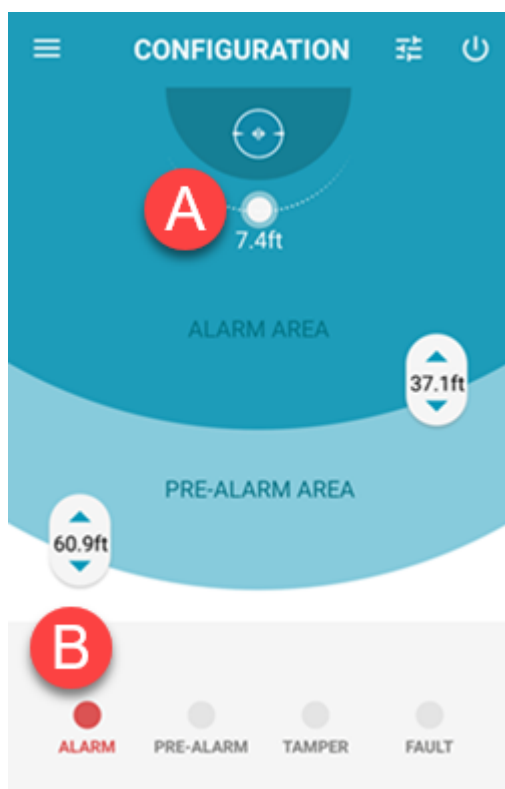 CONFIGURATION
A
7.4ft
ALARM AREA
37.1ft
PRE-ALARM AREA
60.9ft
B
ALARM PRE-ALARM TAMPER FAULT